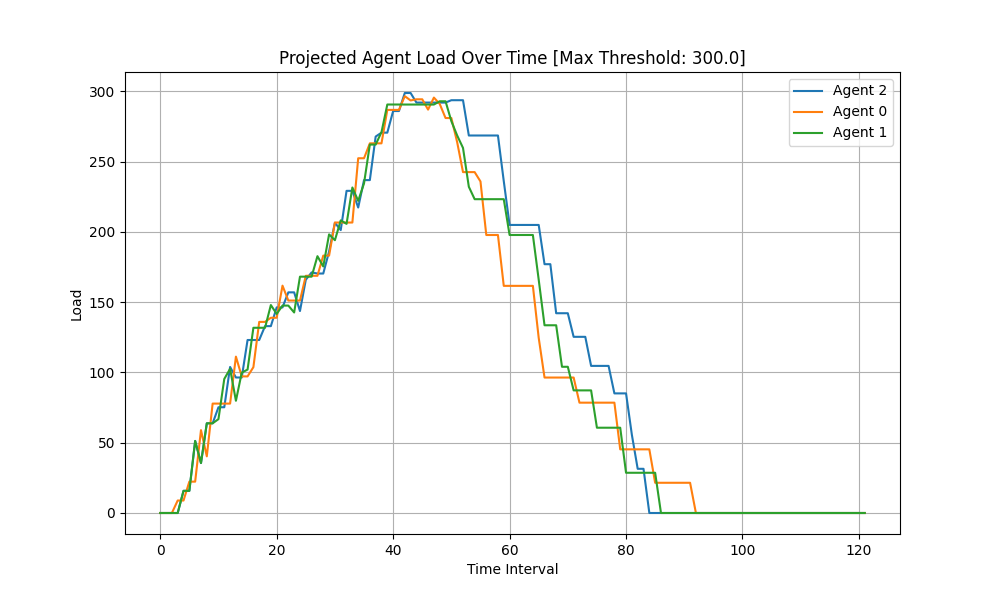 Projected Agent Load Over Time [Max Threshold: 300.0]
Agent 2
Agent 0
Agent 1
Load
300
250
200
150
100
50
0
0 20 40 60 80 100 120
Time Interval